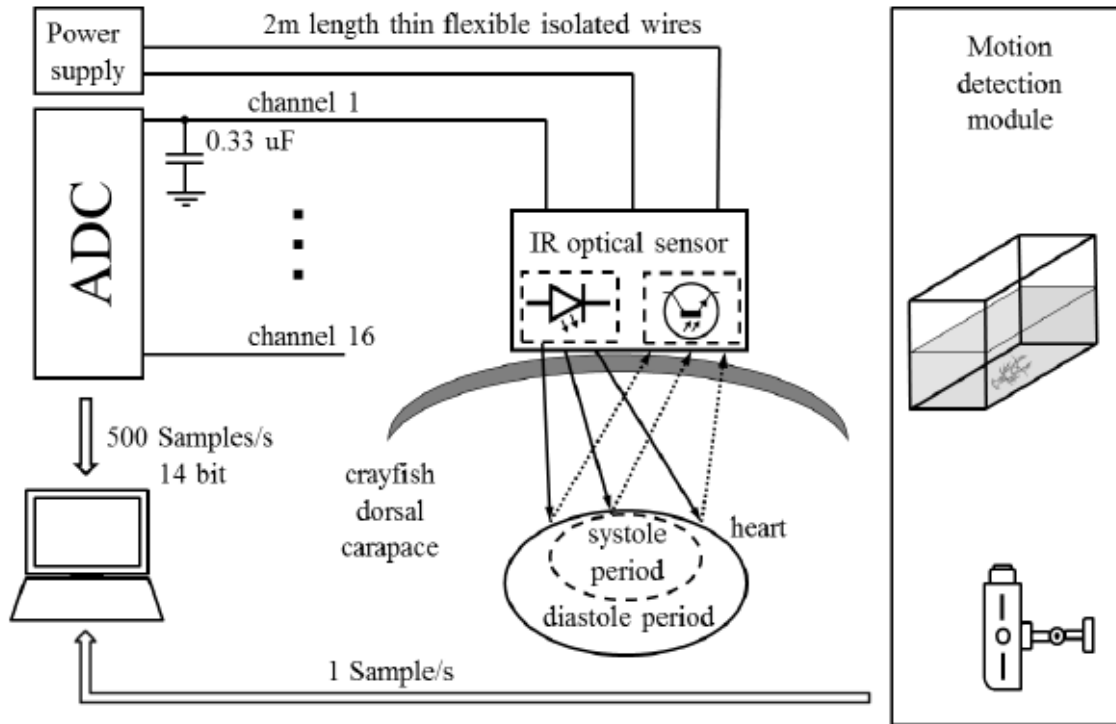 Power
supply
2m length thin flexible isolated wires
channel 1
0.33 uF
ADC
channel 16
IR optical sensor
500 Samples/s
14 bit
crayfish
dorsal
carapace
heart
systole
period
diastole period
1 Sample/s
Motion
detection
module